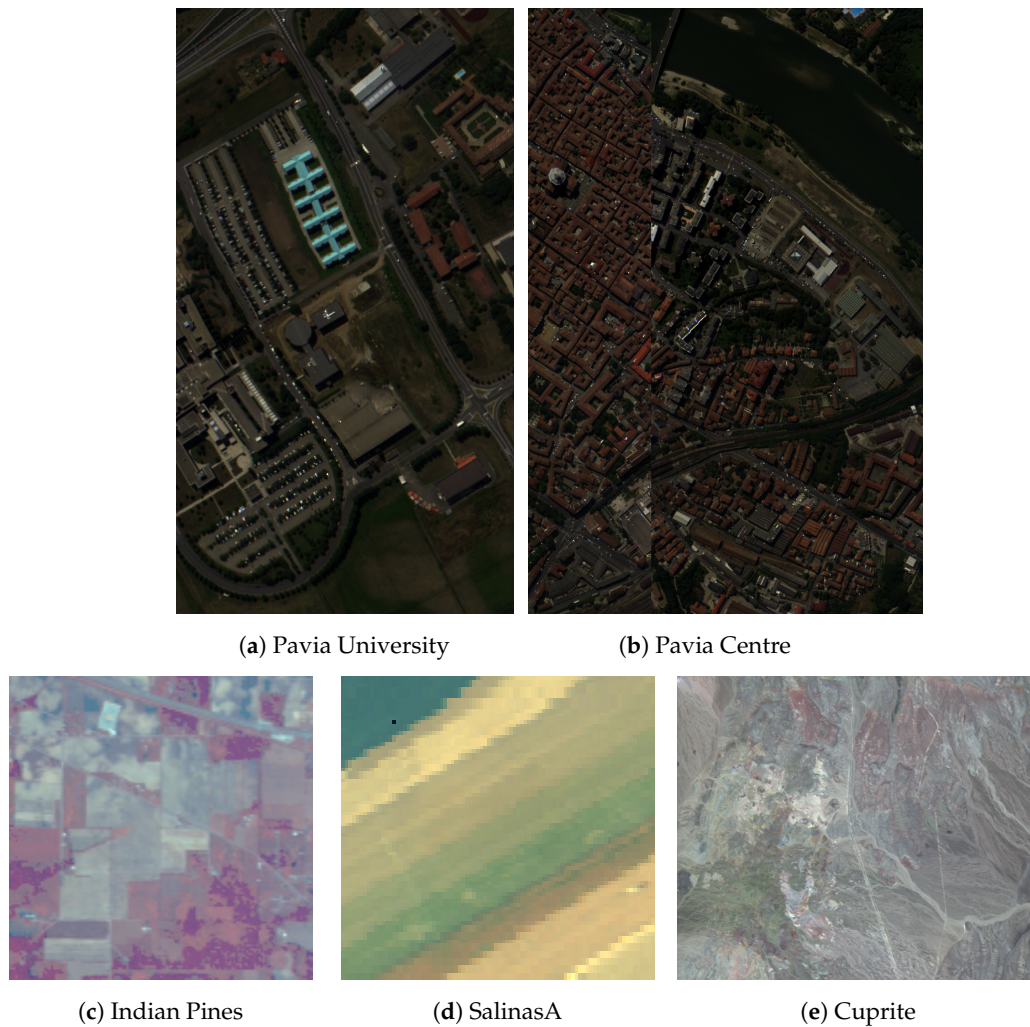 (a) Pavia University
(b) Pavia Centre
(c) Indian Pines
(d) SalinasA
(e) Cuprite